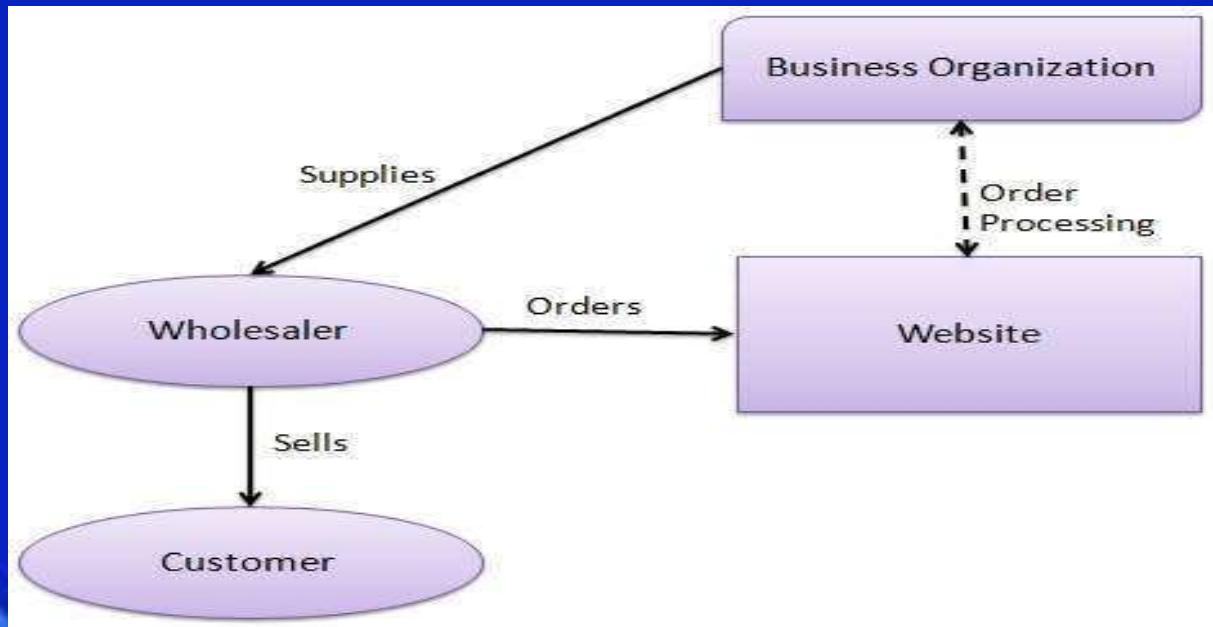 Business Organization
Supplies
Order
Processing
Orders
Wholesaler
Website
Sells
Customer